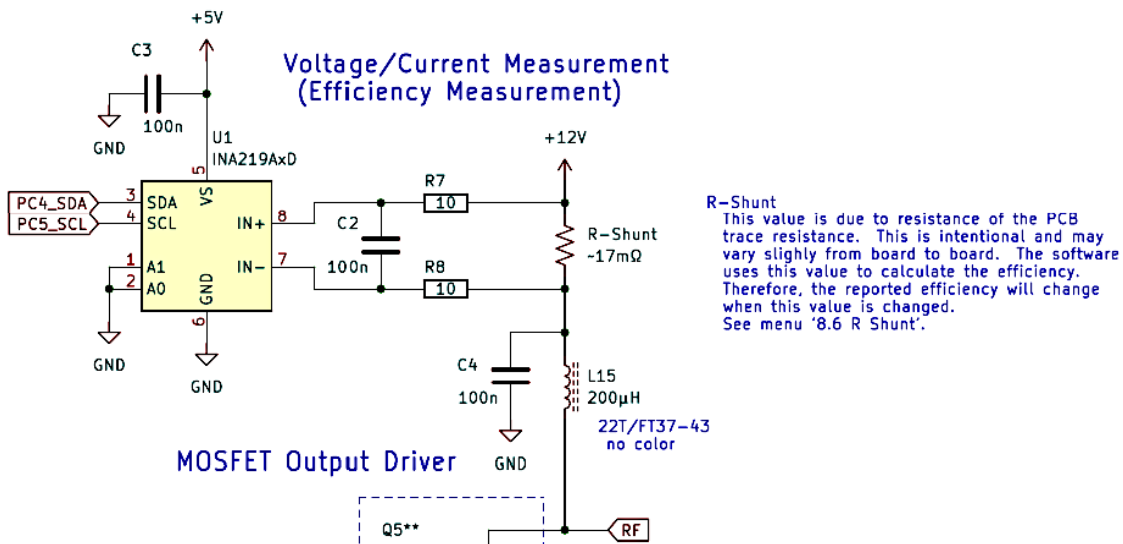 +5V
C3
100n
GND
Voltage/Current Measurement
(Efficiency Measurement)
U1
INA219AxD
5
VS
PC4_SDA
3
SDA
PC5_SCL
4
SCL
IN+
8
IN-
7
1
A1
2
A0
GND
6
GND
GND
C2
100n
R7
10
R8
10
+12V
R-Shunt
~17mΩ
R-Shunt
This value is due to resistance of the PCB
trace resistance. This is intentional and may
vary slighly from board to board. The software
uses this value to calculate the efficiency.
Therefore, the reported efficiency will change
when this value is changed.
See menu '8.6 R Shunt'.
C4
100n
GND
L15
200µH
22T/FT37-43
no color
MOSFET Output Driver
Q5**
RF